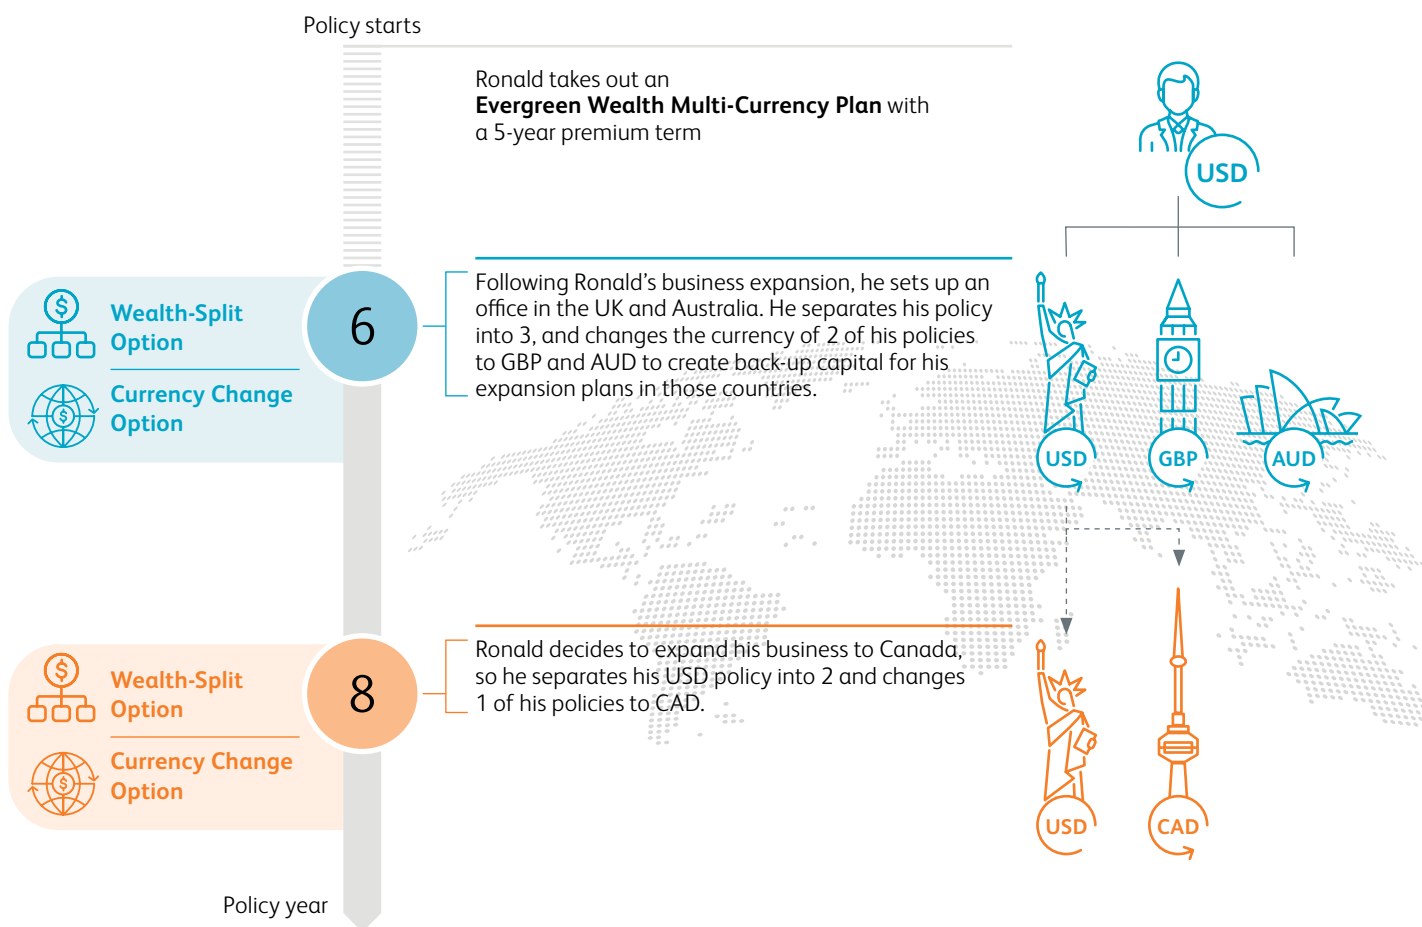 Policy starts
Ronald takes out an
Evergreen Wealth Multi-Currency Plan with
a 5-year premium term
USD
Wealth-Split
Option
Currency Change
Option
6
Following Ronald’s business expansion, he sets up an
office in the UK and Australia. He separates his policy
into 3, and changes the currency of 2 of his policies
to GBP and AUD to create back-up capital for his
expansion plans in those countries.
USD
GBP
AUD
Wealth-Split
Option
Currency Change
Option
8
Ronald decides to expand his business to Canada,
so he separates his USD policy into 2 and changes
1 of his policies to CAD.
USD
CAD
Policy year